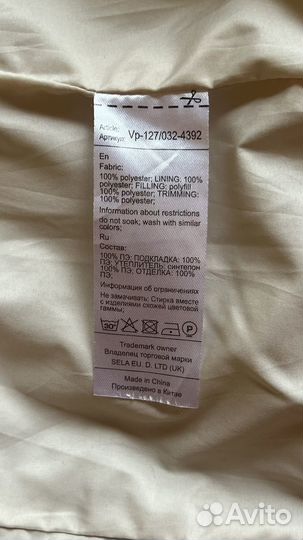 Article:
Артикул: Vp-127/032-4392
En
Fabric:
100% polyester; LINING: 100%
polyester; FILLING: polyfill
100% polyester; TRIMMING:
100% polyester;
Information about restrictions
do not soak; wash with similar
colors;
Ru
Состав:
100% ПЭ; ПОДКЛАДКА: 100%
ПЭ; УТЕПЛИТЕЛЬ: синтепон
100% ПЭ; ОТДЕЛКА: 100%
ПЭ;
Информация об ограничениях
Не замачивать; Стирка вместе
с изделиями схожей цветовой
гаммы;
30° P
Trademark owner
Владелец торговой марки
SELA EU. D. LTD (UK)
Made in China
Произведено в Китае
Avito